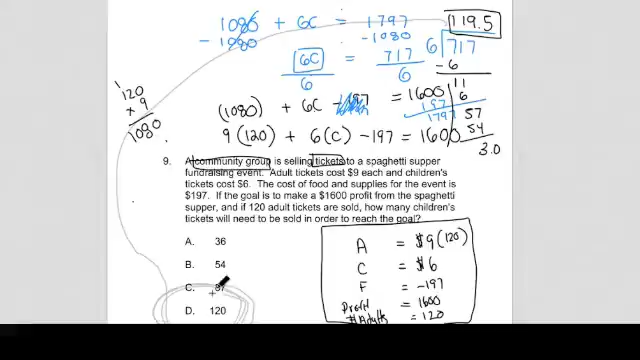 1080 + 6C = 1797
- 1080 -1080
6C 717
6 6
119.5
6 717
-6
11
6
57
54
3.0
120
× 9
1080
(1080) + 6C - 197 = 1600
197
1797
9(120) + 6(C) - 197 = 1600
9. A community group is selling tickets to a spaghetti supper
fundraising event. Adult tickets cost $9 each and children's
tickets cost $6. The cost of food and supplies for the event is
$197. If the goal is to make a $1600 profit from the spaghetti
supper, and if 120 adult tickets are sold, how many children's
tickets will need to be sold in order to reach the goal?
A. 36
B. 54
C.
D. 120
A = $9(120)
C = $6
F = -197
Profit = 1600
# Adults = 120